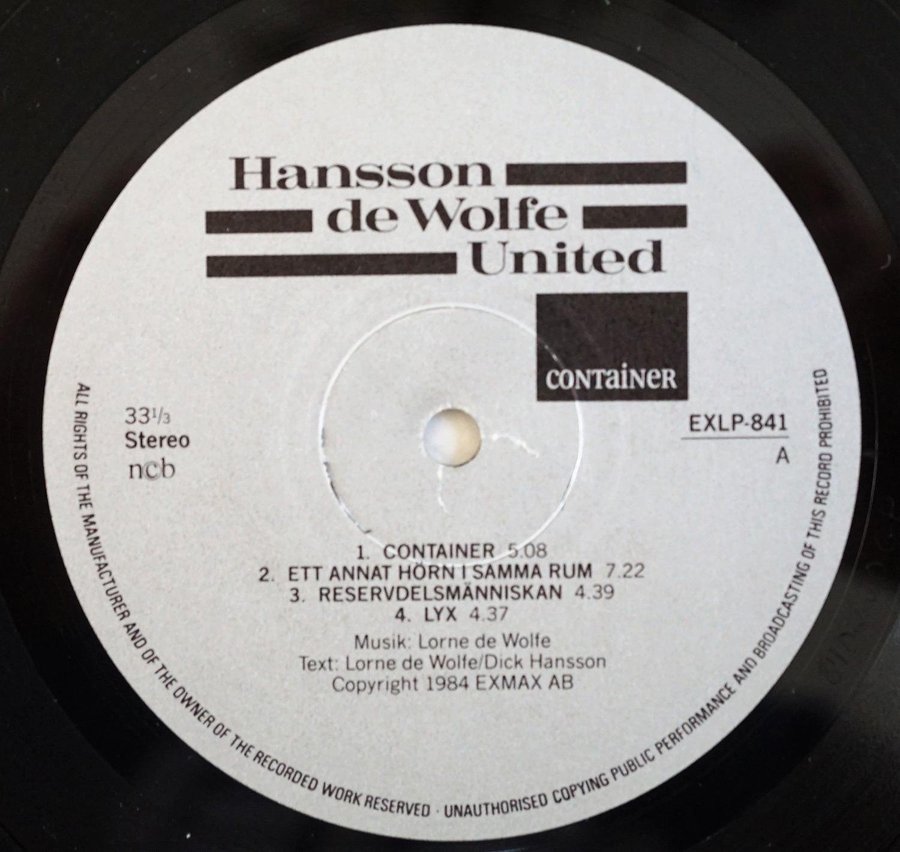 Hansson
de Wolfe
United
CONTaiNeR
33 1/3
Stereo
ncb
EXLP-841
A
1. CONTAINER 5.08
2. ETT ANNAT HÖRN I SAMMA RUM 7.22
3. RESERVDELSMÄNNISKAN 4.39
4. LYX 4.37
Musik: Lorne de Wolfe
Text: Lorne de Wolfe/Dick Hansson
Copyright 1984 EXMAX AB
ALL RIGHTS OF THE MANUFACTURER AND OF THE OWNER OF THE RECORDED WORK RESERVED · UNAUTHORISED COPYING PUBLIC PERFORMANCE AND BROADCASTING OF THIS RECORD PROHIBITED